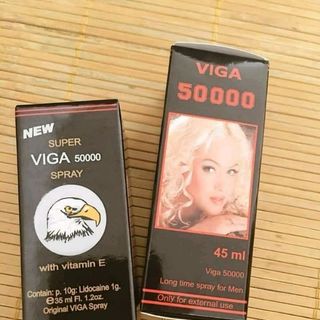 NEW
SUPER
VIGA 50000
SPRAY
with vitamin E
Contain: p. 10g: Lidocaine 1g.
℮ 35 ml Fl. 1.2oz.
Original VIGA Spray
VIGA
50000
45 ml
Viga 50000
Long time spray for Men
Only for external use